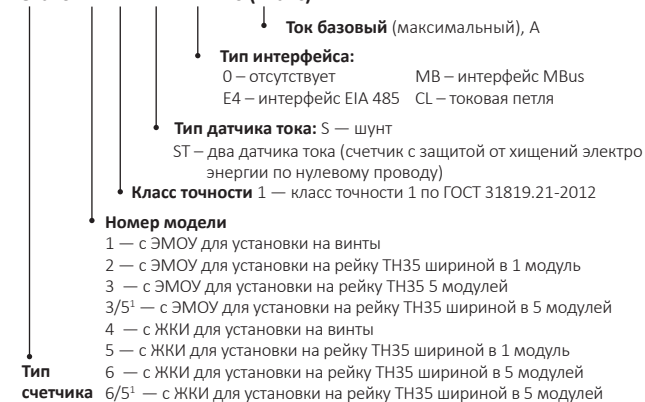 Ток базовый (максимальный), А
Тип интерфейса:
0 – отсутствует MB – интерфейс MBus
E4 – интерфейс EIA 485 CL – токовая петля
Тип датчика тока: S — шунт
ST – два датчика тока (счетчик с защитой от хищений электро
энергии по нулевому проводу)
Класс точности 1 — класс точности 1 по ГОСТ 31819.21-2012
Номер модели
1 — с ЭМОУ для установки на винты
2 — с ЭМОУ для установки на рейку ТН35 шириной в 1 модуль
3 — с ЭМОУ для установки на рейку ТН35 5 модулей
3/5¹ — с ЭМОУ для установки на рейку ТН35 шириной в 5 модулей
4 — с ЖКИ для установки на винты
5 — с ЖКИ для установки на рейку ТН35 шириной в 1 модуль
6 — с ЖКИ для установки на рейку ТН35 шириной в 5 модулей
6/5¹ — с ЖКИ для установки на рейку ТН35 шириной в 5 модулей
Тип
счетчика